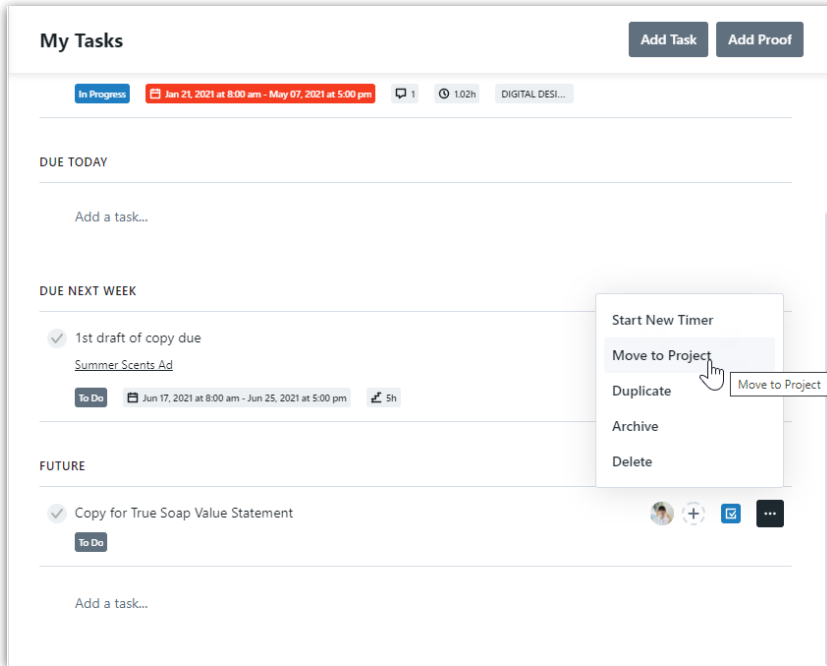 My Tasks
Add Task
Add Proof
In Progress
Jan 21, 2021 at 8:00 am - May 07, 2021 at 5:00 pm
1
1.02h
DIGITAL DESI...
DUE TODAY
Add a task...
DUE NEXT WEEK
1st draft of copy due
Summer Scents Ad
To Do
Jun 17, 2021 at 8:00 am - Jun 25, 2021 at 5:00 pm
5h
Start New Timer
Move to Project
Move to Project
Duplicate
Archive
Delete
FUTURE
Copy for True Soap Value Statement
To Do
Add a task...